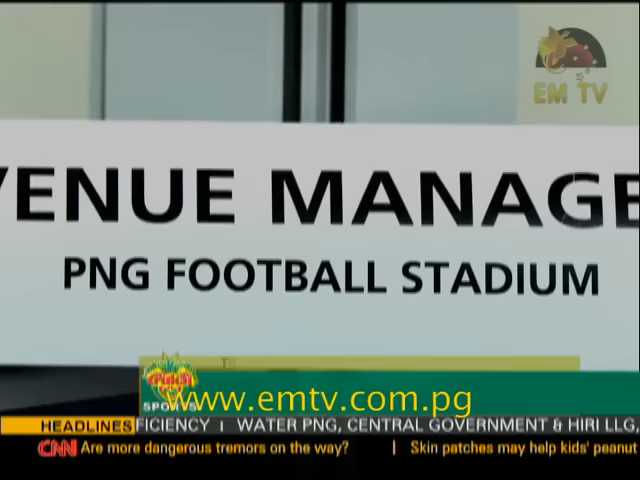 EM TV
VENUE MANAGE
PNG FOOTBALL STADIUM
SPORTS
www.emtv.com.pg
HEADLINES FICIENCY | WATER PNG, CENTRAL GOVERNMENT & HIRI LLG,
CNN Are more dangerous tremors on the way? | Skin patches may help kids' peanut